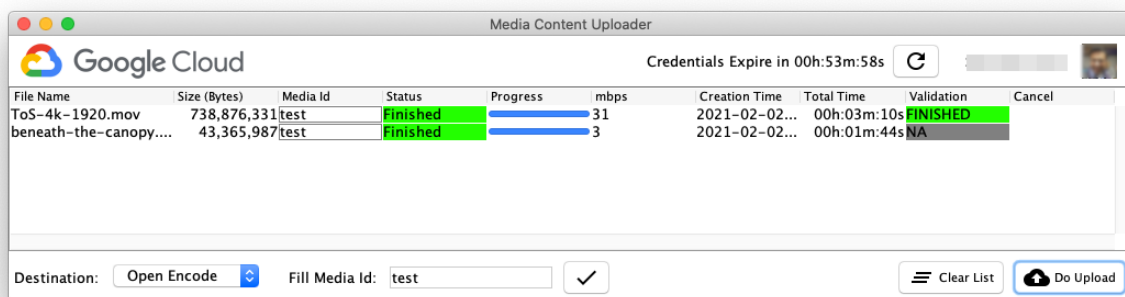 Media Content Uploader
Google Cloud
Credentials Expire in 00h:53m:58s
File Name Size (Bytes) Media Id Status Progress mbps Creation Time Total Time Validation Cancel
ToS-4k-1920.mov 738,876,331 test Finished 31 2021-02-02... 00h:03m:10s FINISHED
beneath-the-canopy.... 43,365,987 test Finished 3 2021-02-02... 00h:01m:44s NA
Destination: Open Encode Fill Media Id: test Clear List Do Upload